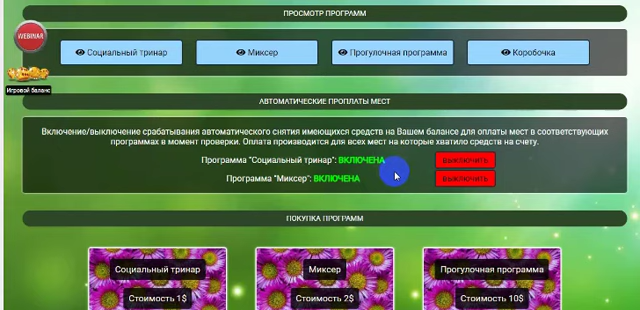 ПРОСМОТР ПРОГРАММ
WEBINAR
Социальный тринар
Миксер
Прогулочная программа
Коробочка
Игровой баланс
АВТОМАТИЧЕСКИЕ ПРОПЛАТЫ МЕСТ
Включение/выключение срабатывания автоматического снятия имеющихся средств на Вашем балансе для оплаты мест в соответствующих
программах в момент проверки. Оплата производится для всех мест на которые хватило средств на счету.
Программа "Социальный тринар": ВКЛЮЧЕНА ВЫКЛЮЧИТЬ
Программа "Миксер": ВКЛЮЧЕНА ВЫКЛЮЧИТЬ
ПОКУПКА ПРОГРАММ
Социальный тринар
Миксер
Прогулочная программа
Стоимость 1$
Стоимость 2$
Стоимость 10$